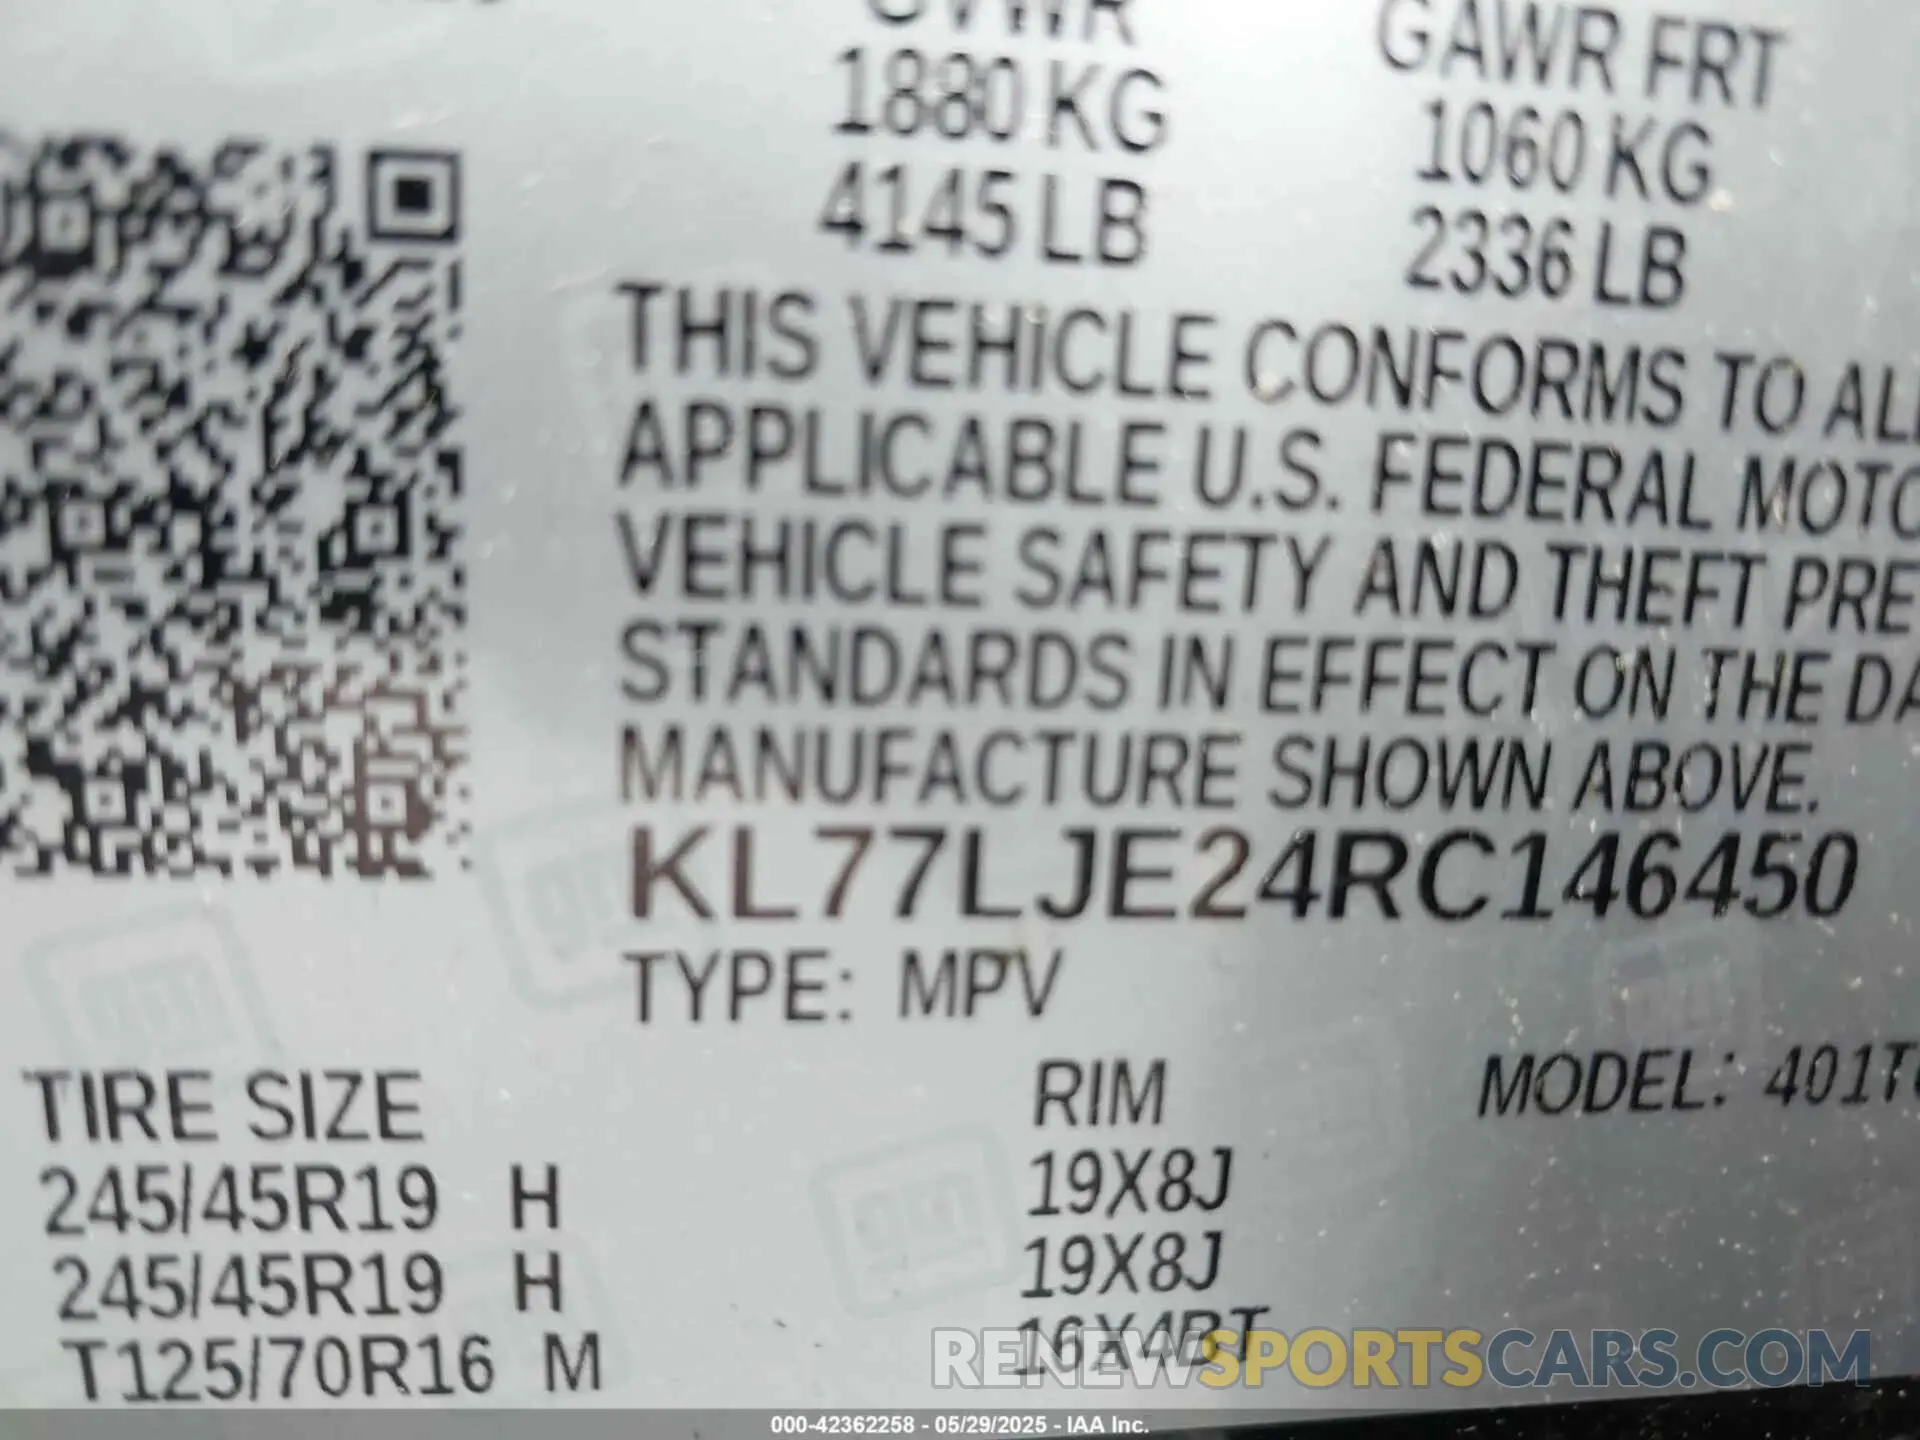 GVWR GAWR FRT
1880 KG 1060 KG
4145 LB 2336 LB
THIS VEHICLE CONFORMS TO ALL
APPLICABLE U.S. FEDERAL MOTO
VEHICLE SAFETY AND THEFT PRE
STANDARDS IN EFFECT ON THE DA
MANUFACTURE SHOWN ABOVE.
KL77LJE24RC146450
TYPE: MPV
TIRE SIZE RIM MODEL: 401T
245/45R19 H 19X8J
245/45R19 H 19X8J
T125/70R16 M 16X4BT
RENEWSPORTSCARS.COM
000-42362258 - 05/29/2025 - IAA Inc.